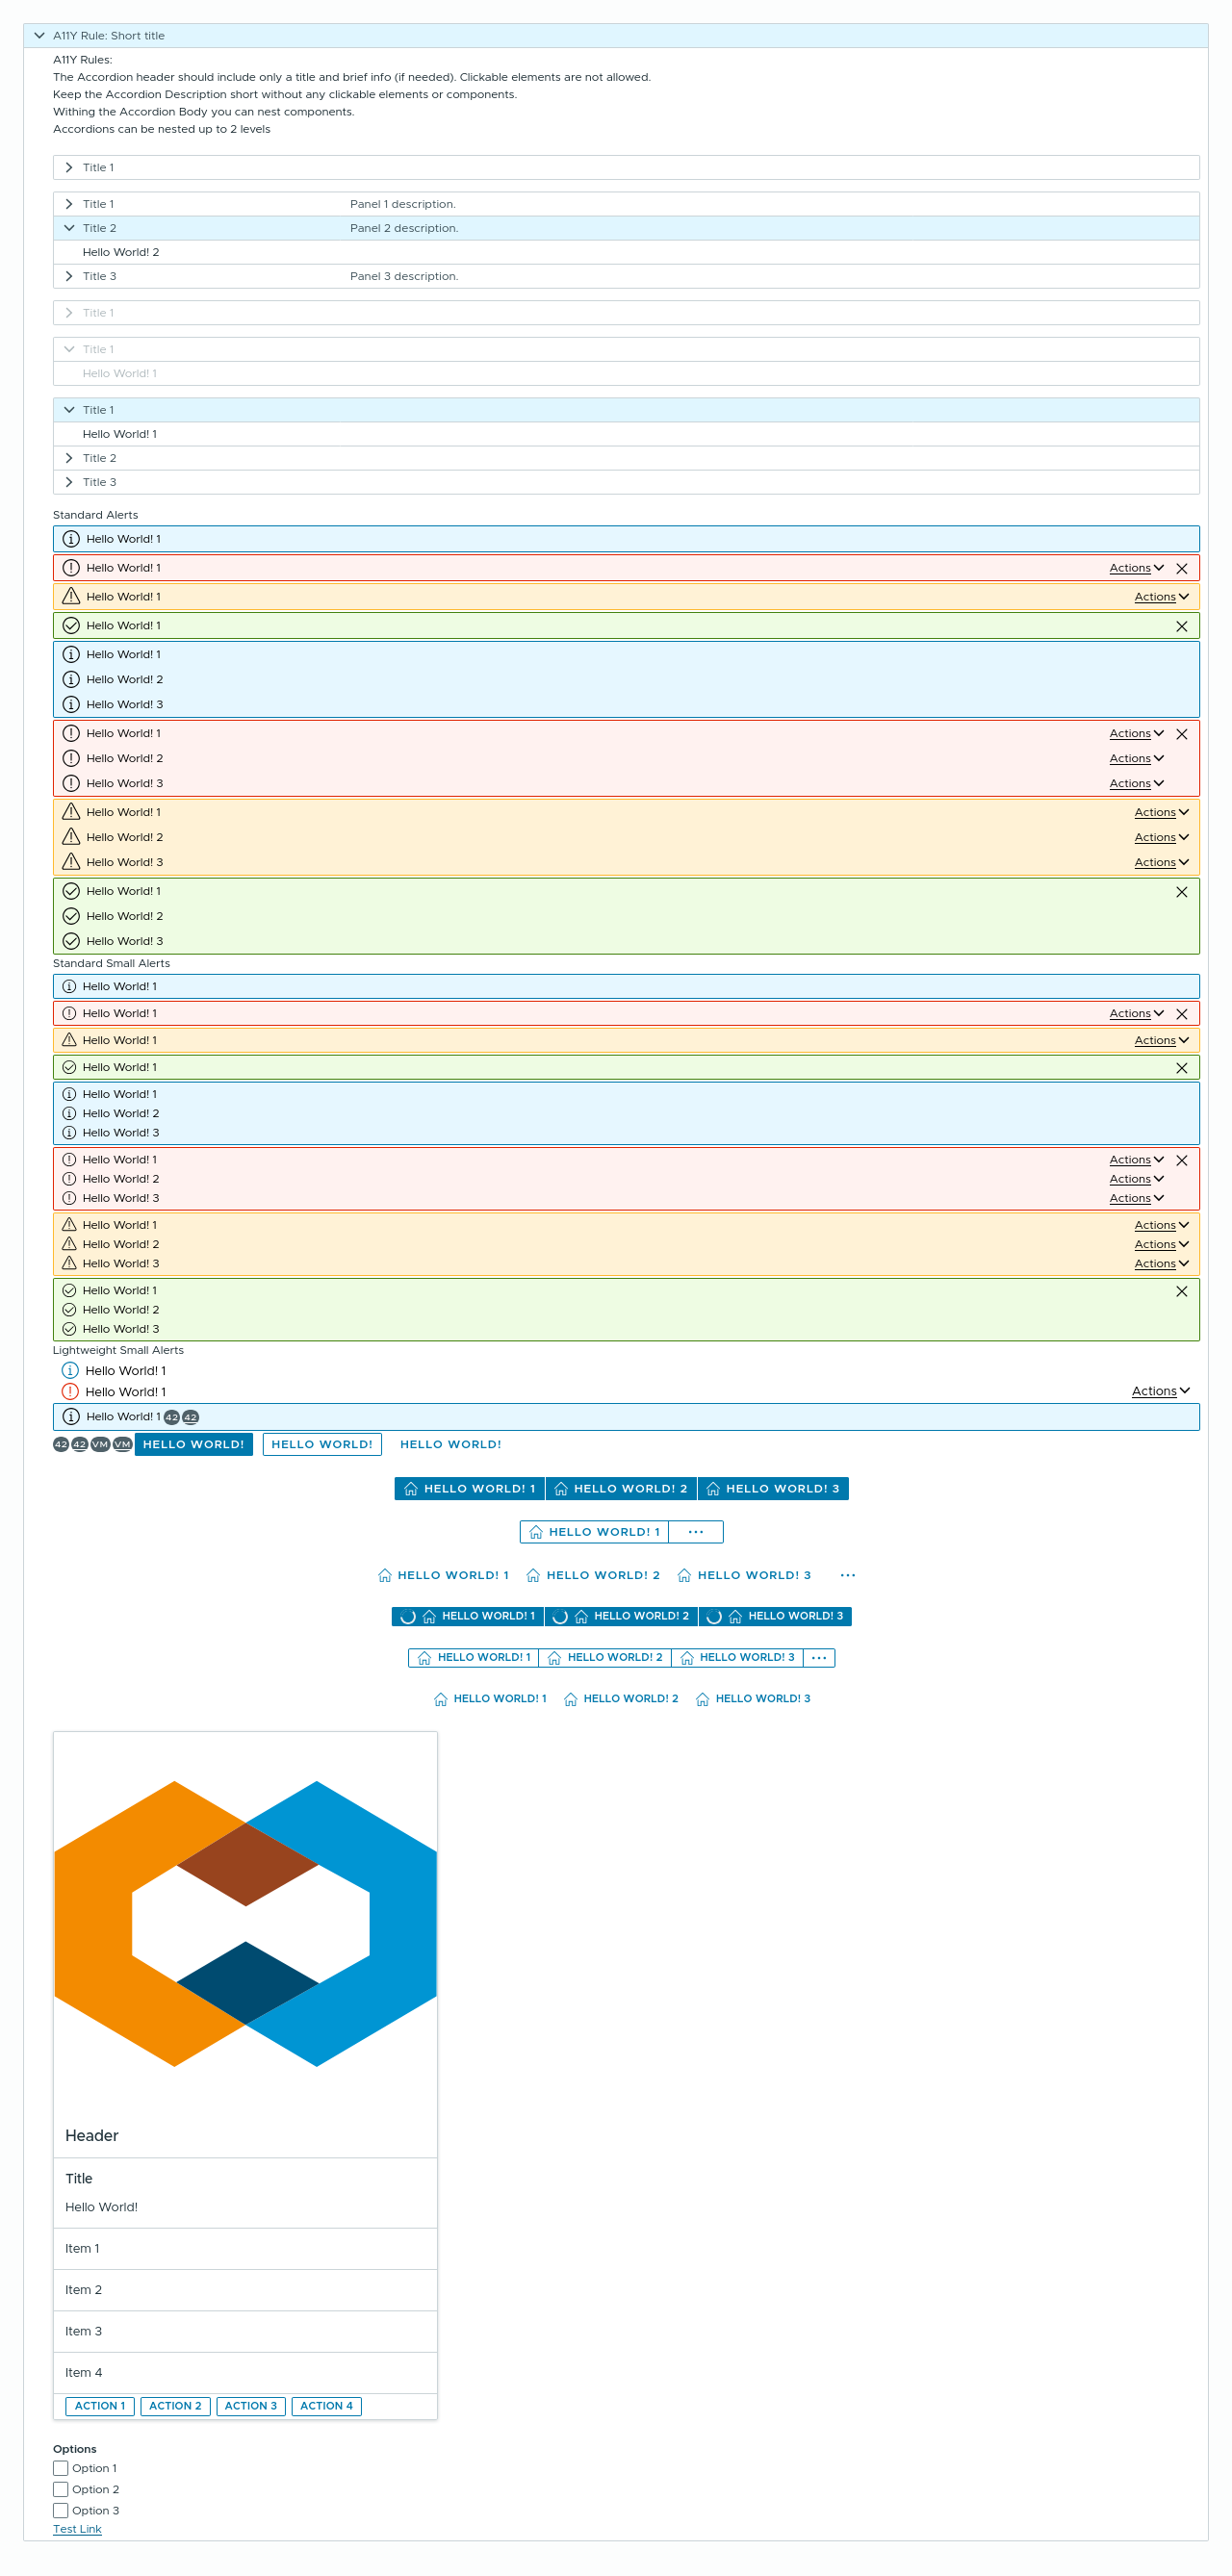 A11Y Rule: Short title
A11Y Rules:
The Accordion header should include only a title and brief info (if needed). Clickable elements are not allowed.
Keep the Accordion Description short without any clickable elements or components.
Withing the Accordion Body you can nest components.
Accordions can be nested up to 2 levels
Title 1
Title 1 Panel 1 description.
Title 2 Panel 2 description.
Hello World! 2
Title 3 Panel 3 description.
Title 1
Title 1
Hello World! 1
Title 1
Hello World! 1
Title 2
Title 3
Standard Alerts
Hello World! 1
Hello World! 1 Actions
Hello World! 1 Actions
Hello World! 1
Hello World! 1
Hello World! 2
Hello World! 3
Hello World! 1 Actions
Hello World! 2 Actions
Hello World! 3 Actions
Hello World! 1 Actions
Hello World! 2 Actions
Hello World! 3 Actions
Hello World! 1
Hello World! 2
Hello World! 3
Standard Small Alerts
Hello World! 1
Hello World! 1 Actions
Hello World! 1 Actions
Hello World! 1
Hello World! 1
Hello World! 2
Hello World! 3
Hello World! 1 Actions
Hello World! 2 Actions
Hello World! 3 Actions
Hello World! 1 Actions
Hello World! 2 Actions
Hello World! 3 Actions
Hello World! 1
Hello World! 2
Hello World! 3
Lightweight Small Alerts
Hello World! 1
Hello World! 1 Actions
Hello World! 1 42 42
42 42 VM VM HELLO WORLD! HELLO WORLD! HELLO WORLD!
HELLO WORLD! 1 HELLO WORLD! 2 HELLO WORLD! 3
HELLO WORLD! 1 ...
HELLO WORLD! 1 HELLO WORLD! 2 HELLO WORLD! 3 ...
HELLO WORLD! 1 HELLO WORLD! 2 HELLO WORLD! 3
HELLO WORLD! 1 HELLO WORLD! 2 HELLO WORLD! 3 ...
HELLO WORLD! 1 HELLO WORLD! 2 HELLO WORLD! 3
Header
Title
Hello World!
Item 1
Item 2
Item 3
Item 4
ACTION 1 ACTION 2 ACTION 3 ACTION 4
Options
Option 1
Option 2
Option 3
Test Link